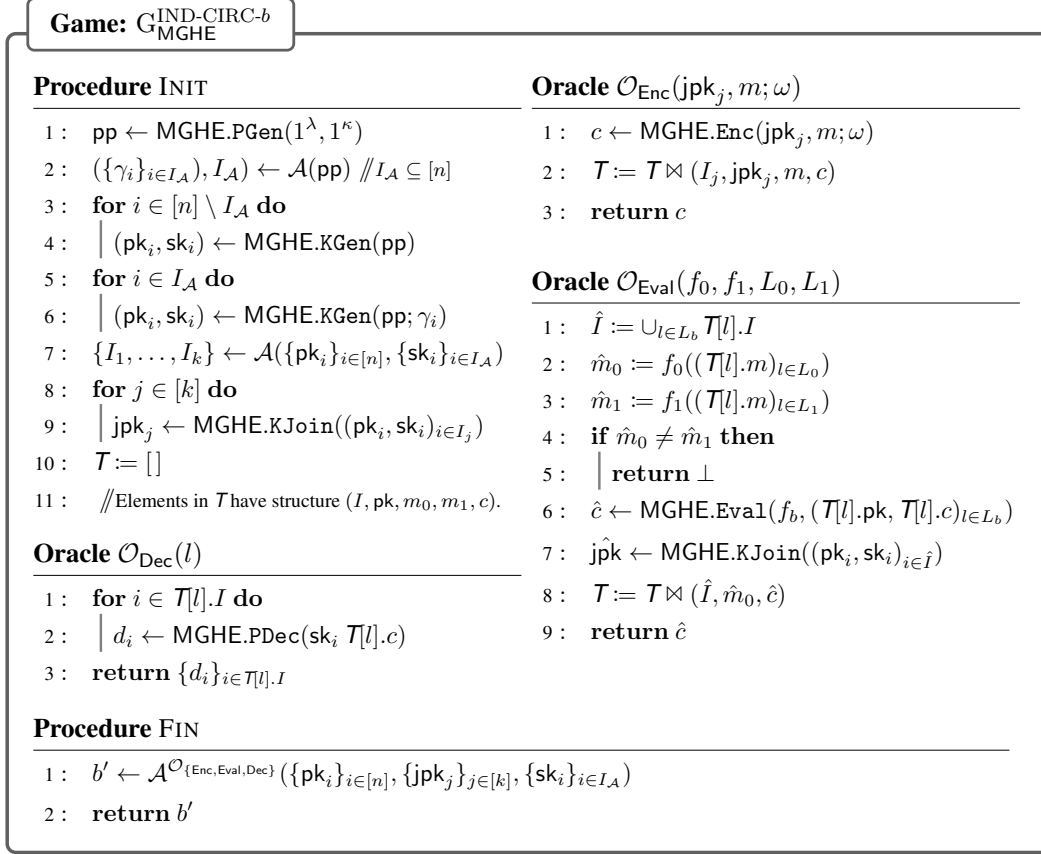 Game: G^{IND-CIRC-b}_{MGHE}
Procedure INIT
1 : pp ← MGHE.PGen(1^λ, 1^κ)
2 : ({γ_i}_{i∈I_𝒜}), I_𝒜) ← 𝒜(pp) // I_𝒜 ⊆ [n]
3 : for i ∈ [n] \ I_𝒜 do
4 : (pk_i, sk_i) ← MGHE.KGen(pp)
5 : for i ∈ I_𝒜 do
6 : (pk_i, sk_i) ← MGHE.KGen(pp; γ_i)
7 : {I_1, . . . , I_k} ← 𝒜({pk_i}_{i∈[n]}, {sk_i}_{i∈I_𝒜})
8 : for j ∈ [k] do
9 : jpk_j ← MGHE.KJoin((pk_i, sk_i)_{i∈I_j})
10 : T := [ ]
11 : // Elements in T have structure (I, pk, m_0, m_1, c).
Oracle 𝒪_Dec(l)
1 : for i ∈ T[l].I do
2 : d_i ← MGHE.PDec(sk_i T[l].c)
3 : return {d_i}_{i∈T[l].I}
Oracle 𝒪_Enc(jpk_j, m; ω)
1 : c ← MGHE.Enc(jpk_j, m; ω)
2 : T := T ⋈ (I_j, jpk_j, m, c)
3 : return c
Oracle 𝒪_Eval(f_0, f_1, L_0, L_1)
1 : Î := ∪_{l∈L_b} T[l].I
2 : m̂_0 := f_0((T[l].m)_{l∈L_0})
3 : m̂_1 := f_1((T[l].m)_{l∈L_1})
4 : if m̂_0 ≠ m̂_1 then
5 : return ⊥
6 : ĉ ← MGHE.Eval(f_b, (T[l].pk, T[l].c)_{l∈L_b})
7 : jp̂k ← MGHE.KJoin((pk_i, sk_i)_{i∈Î})
8 : T := T ⋈ (Î, m̂_0, ĉ)
9 : return ĉ
Procedure FIN
1 : b′ ← 𝒜^{𝒪_{Enc,Eval,Dec}}({pk_i}_{i∈[n]}, {jpk_j}_{j∈[k]}, {sk_i}_{i∈I_𝒜})
2 : return b′